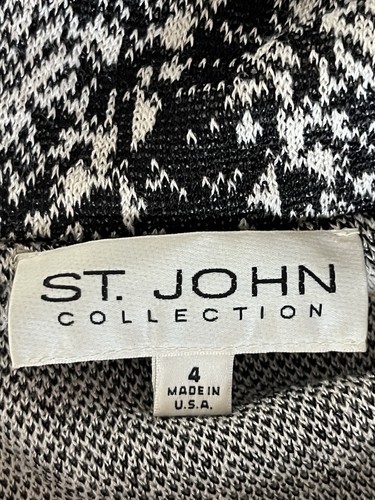 ST. JOHN
COLLECTION
4
MADE IN
U.S.A.